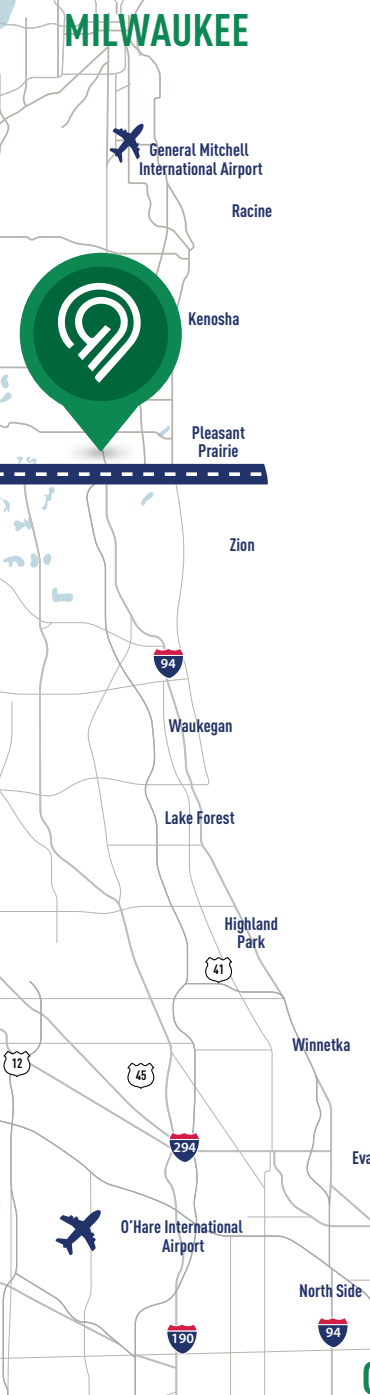 MILWAUKEE
General Mitchell
International Airport
Racine
Kenosha
Pleasant
Prairie
Zion
94
Waukegan
Lake Forest
Highland
Park
41
Winnetka
12
45
294
Eva
O'Hare International
Airport
North Side
94
190